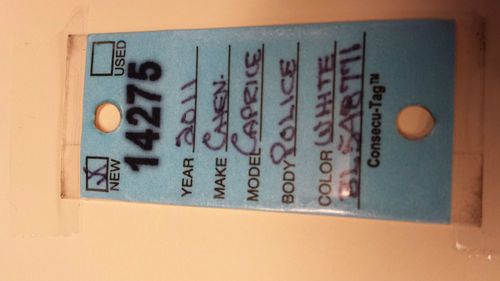 NEW USED
14275
YEAR 2011
MAKE CHEV.
MODEL CAPRICE
BODY POLICE
COLOR WHITE
Consecu-Tag™